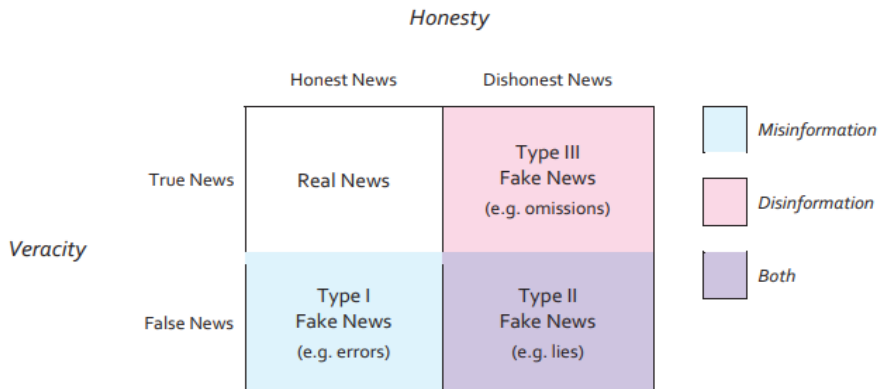 Honesty
Honest News
Dishonest News
Misinformation
True News
Real News
Type III
Fake News
(e.g. omissions)
Disinformation
Veracity
Both
False News
Type I
Fake News
(e.g. errors)
Type II
Fake News
(e.g. lies)